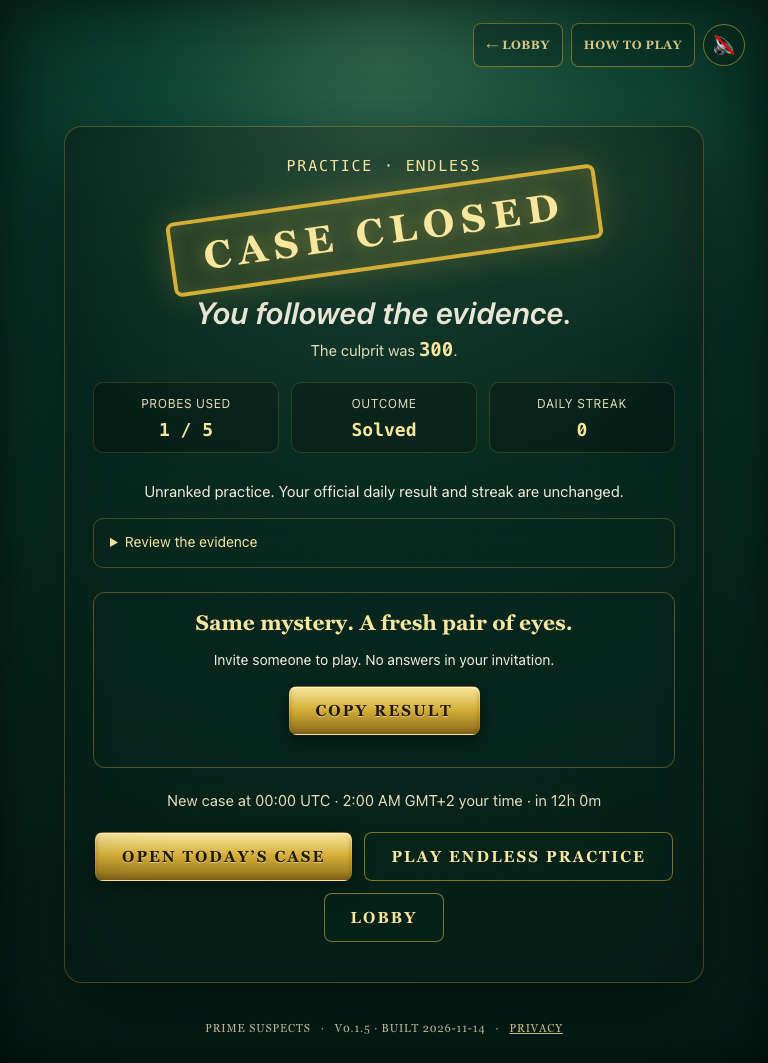 ← LOBBY
HOW TO PLAY
PRACTICE · ENDLESS
CASE CLOSED
You followed the evidence.
The culprit was 300.
PROBES USED
1 / 5
OUTCOME
Solved
DAILY STREAK
0
Unranked practice. Your official daily result and streak are unchanged.
▶ Review the evidence
Same mystery. A fresh pair of eyes.
Invite someone to play. No answers in your invitation.
COPY RESULT
New case at 00:00 UTC · 2:00 AM GMT+2 your time · in 12h 0m
OPEN TODAY’S CASE
PLAY ENDLESS PRACTICE
LOBBY
PRIME SUSPECTS · V0.1.5 · BUILT 2026-11-14 · PRIVACY